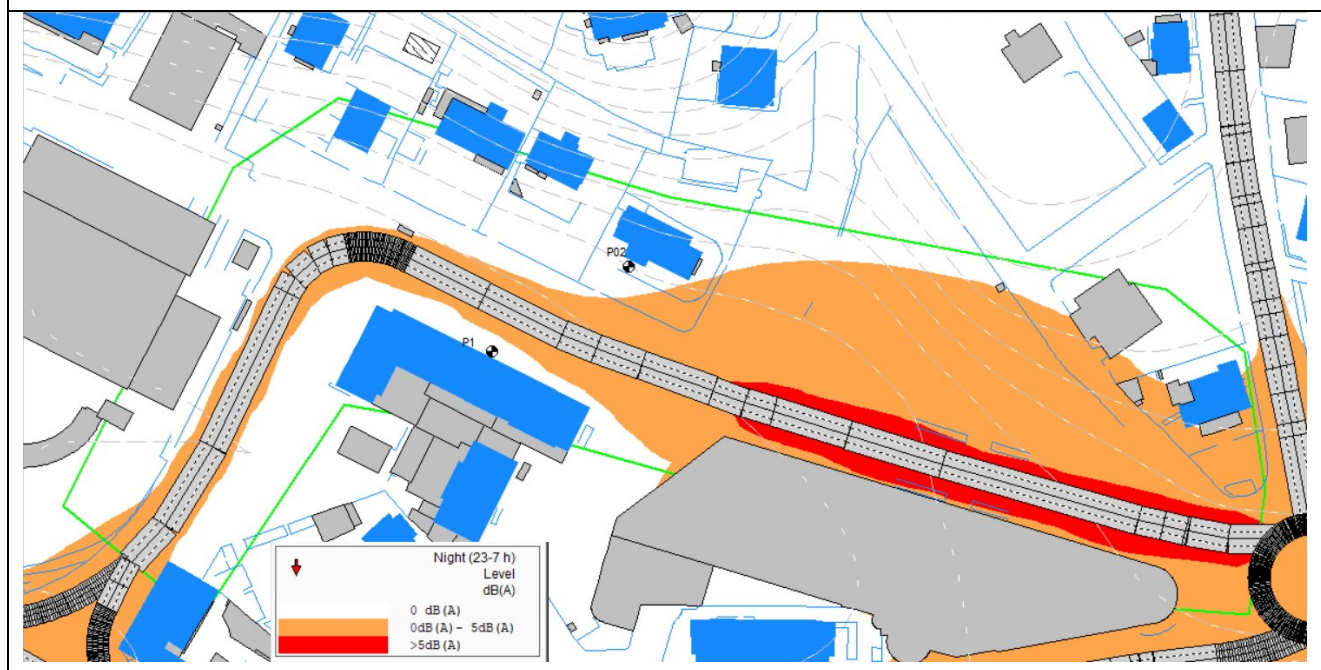 P02
P1
Night (23-7 h)
Level
dB(A)
0 dB(A)
0dB(A)- 5dB(A)
>5dB(A)